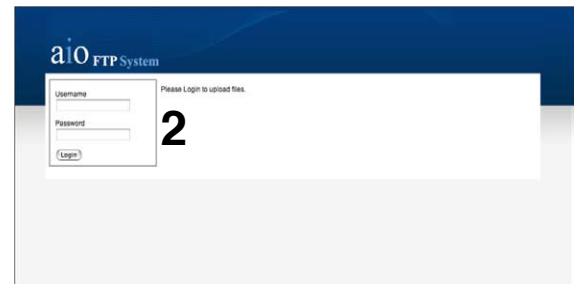 aio FTP System
Username
Please Login to upload files.
Password
2
Login